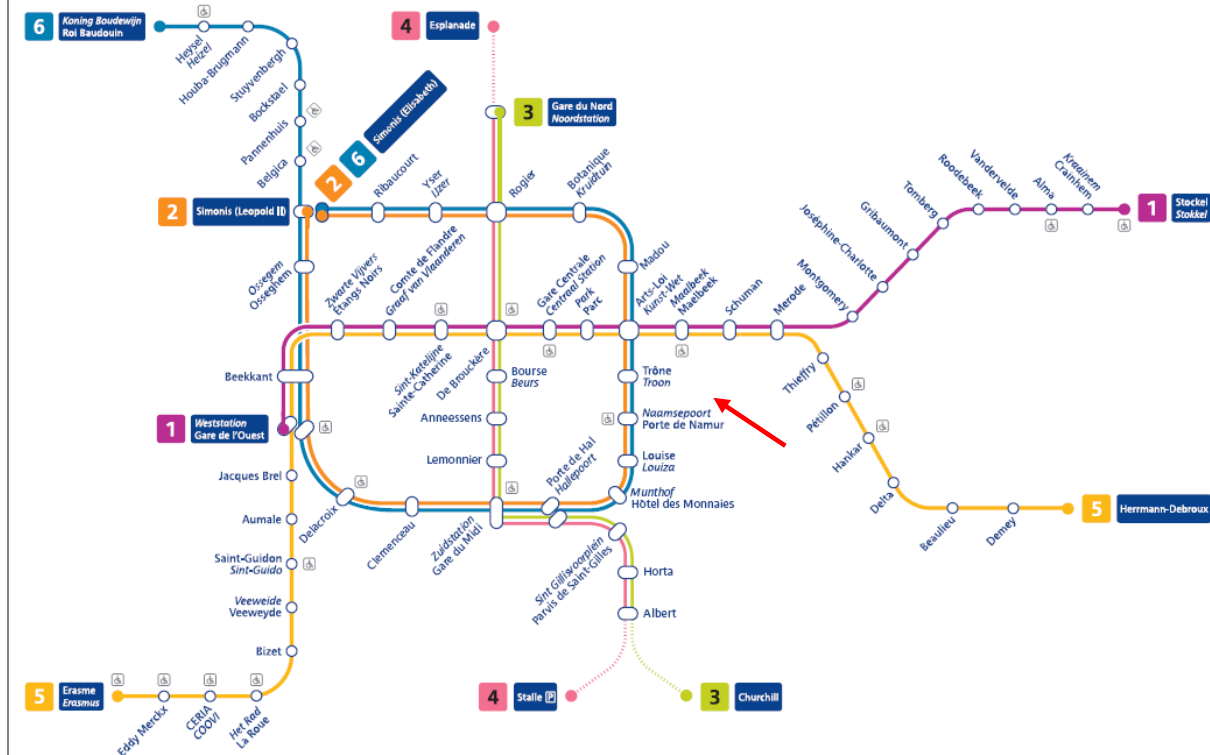 6
Koning Boudewijn
Roi Baudouin
Heysel
Heizel
Houba-Brugmann
Stuyvenbergh
Bockstael
Pannenhuis
Belgica
4
Esplanade
3
Gare du Nord
Noordstation
2
6
Simonis (Elisabeth)
2
Simonis (Leopold II)
Ribaucourt
Yser
IJzer
Rogier
Botanique
Kruidtuin
Madou
Ossegem
Osseghem
Zwarte Vijvers
Etangs Noirs
Comte de Flandre
Graaf van Vlaanderen
Sint-Katelijne
Sainte-Catherine
De Brouckère
Gare Centrale
Centraal Station
Park
Parc
Arts-Loi
Kunst-Wet
Maalbeek
Maelbeek
Schuman
Merode
Montgomery
Joséphine-Charlotte
Gribaumont
Tomberg
Roodebeek
Vandervelde
Alma
Kraainem
Crainhem
1
Stockel
Stokkel
Beekkant
1
Weststation
Gare de l'Ouest
Bourse
Beurs
Anneessens
Lemonnier
Trône
Troon
Naamsepoort
Porte de Namur
Louise
Louiza
Munthof
Hôtel des Monnaies
Porte de Hal
Hallepoort
Zuidstation
Gare du Midi
Clemenceau
Delacroix
Sint Gillisvoorplein
Parvis de Saint-Gilles
Horta
Albert
Thieffry
Pétillon
Hankar
Delta
Beaulieu
Demey
5
Herrmann-Debroux
Jacques Brel
Aumale
Saint-Guidon
Sint-Guido
Veeweide
Veeweyde
Bizet
5
Erasme
Erasmus
Eddy Merckx
CERIA
COOVI
Het Rad
La Roue
4
Stalle P
3
Churchill